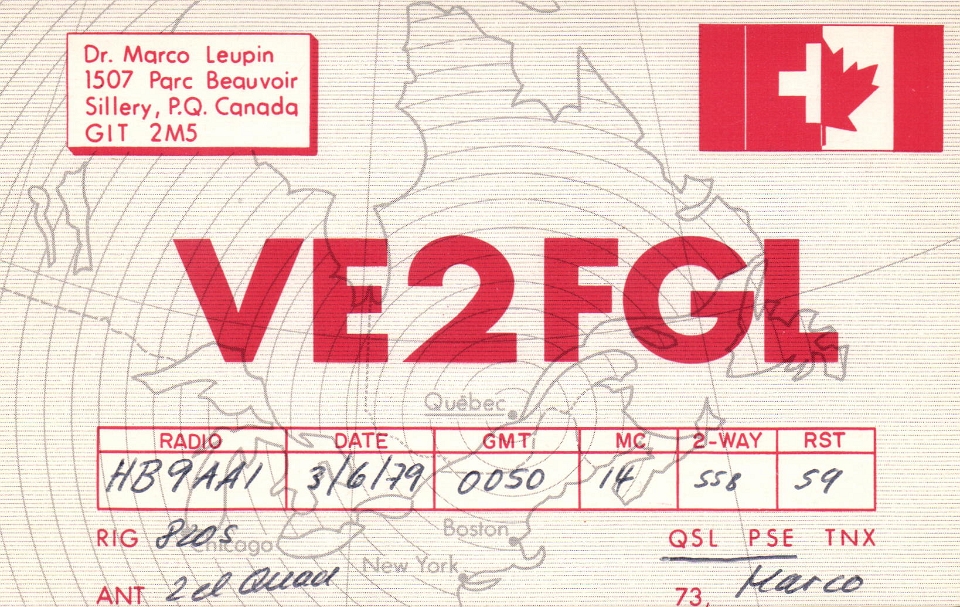 Dr. Marco Leupin
1507 Parc Beauvoir
Sillery, P.Q. Canada
G1T 2M5
VE2FGL
Québec
RADIO DATE GMT MC 2-WAY RST
HB9AAI 3/6/79 0050 14 SSB 59
Boston
RIG 820S QSL PSE TNX
Chicago
New York
ANT 2 el Quad 73, Marco